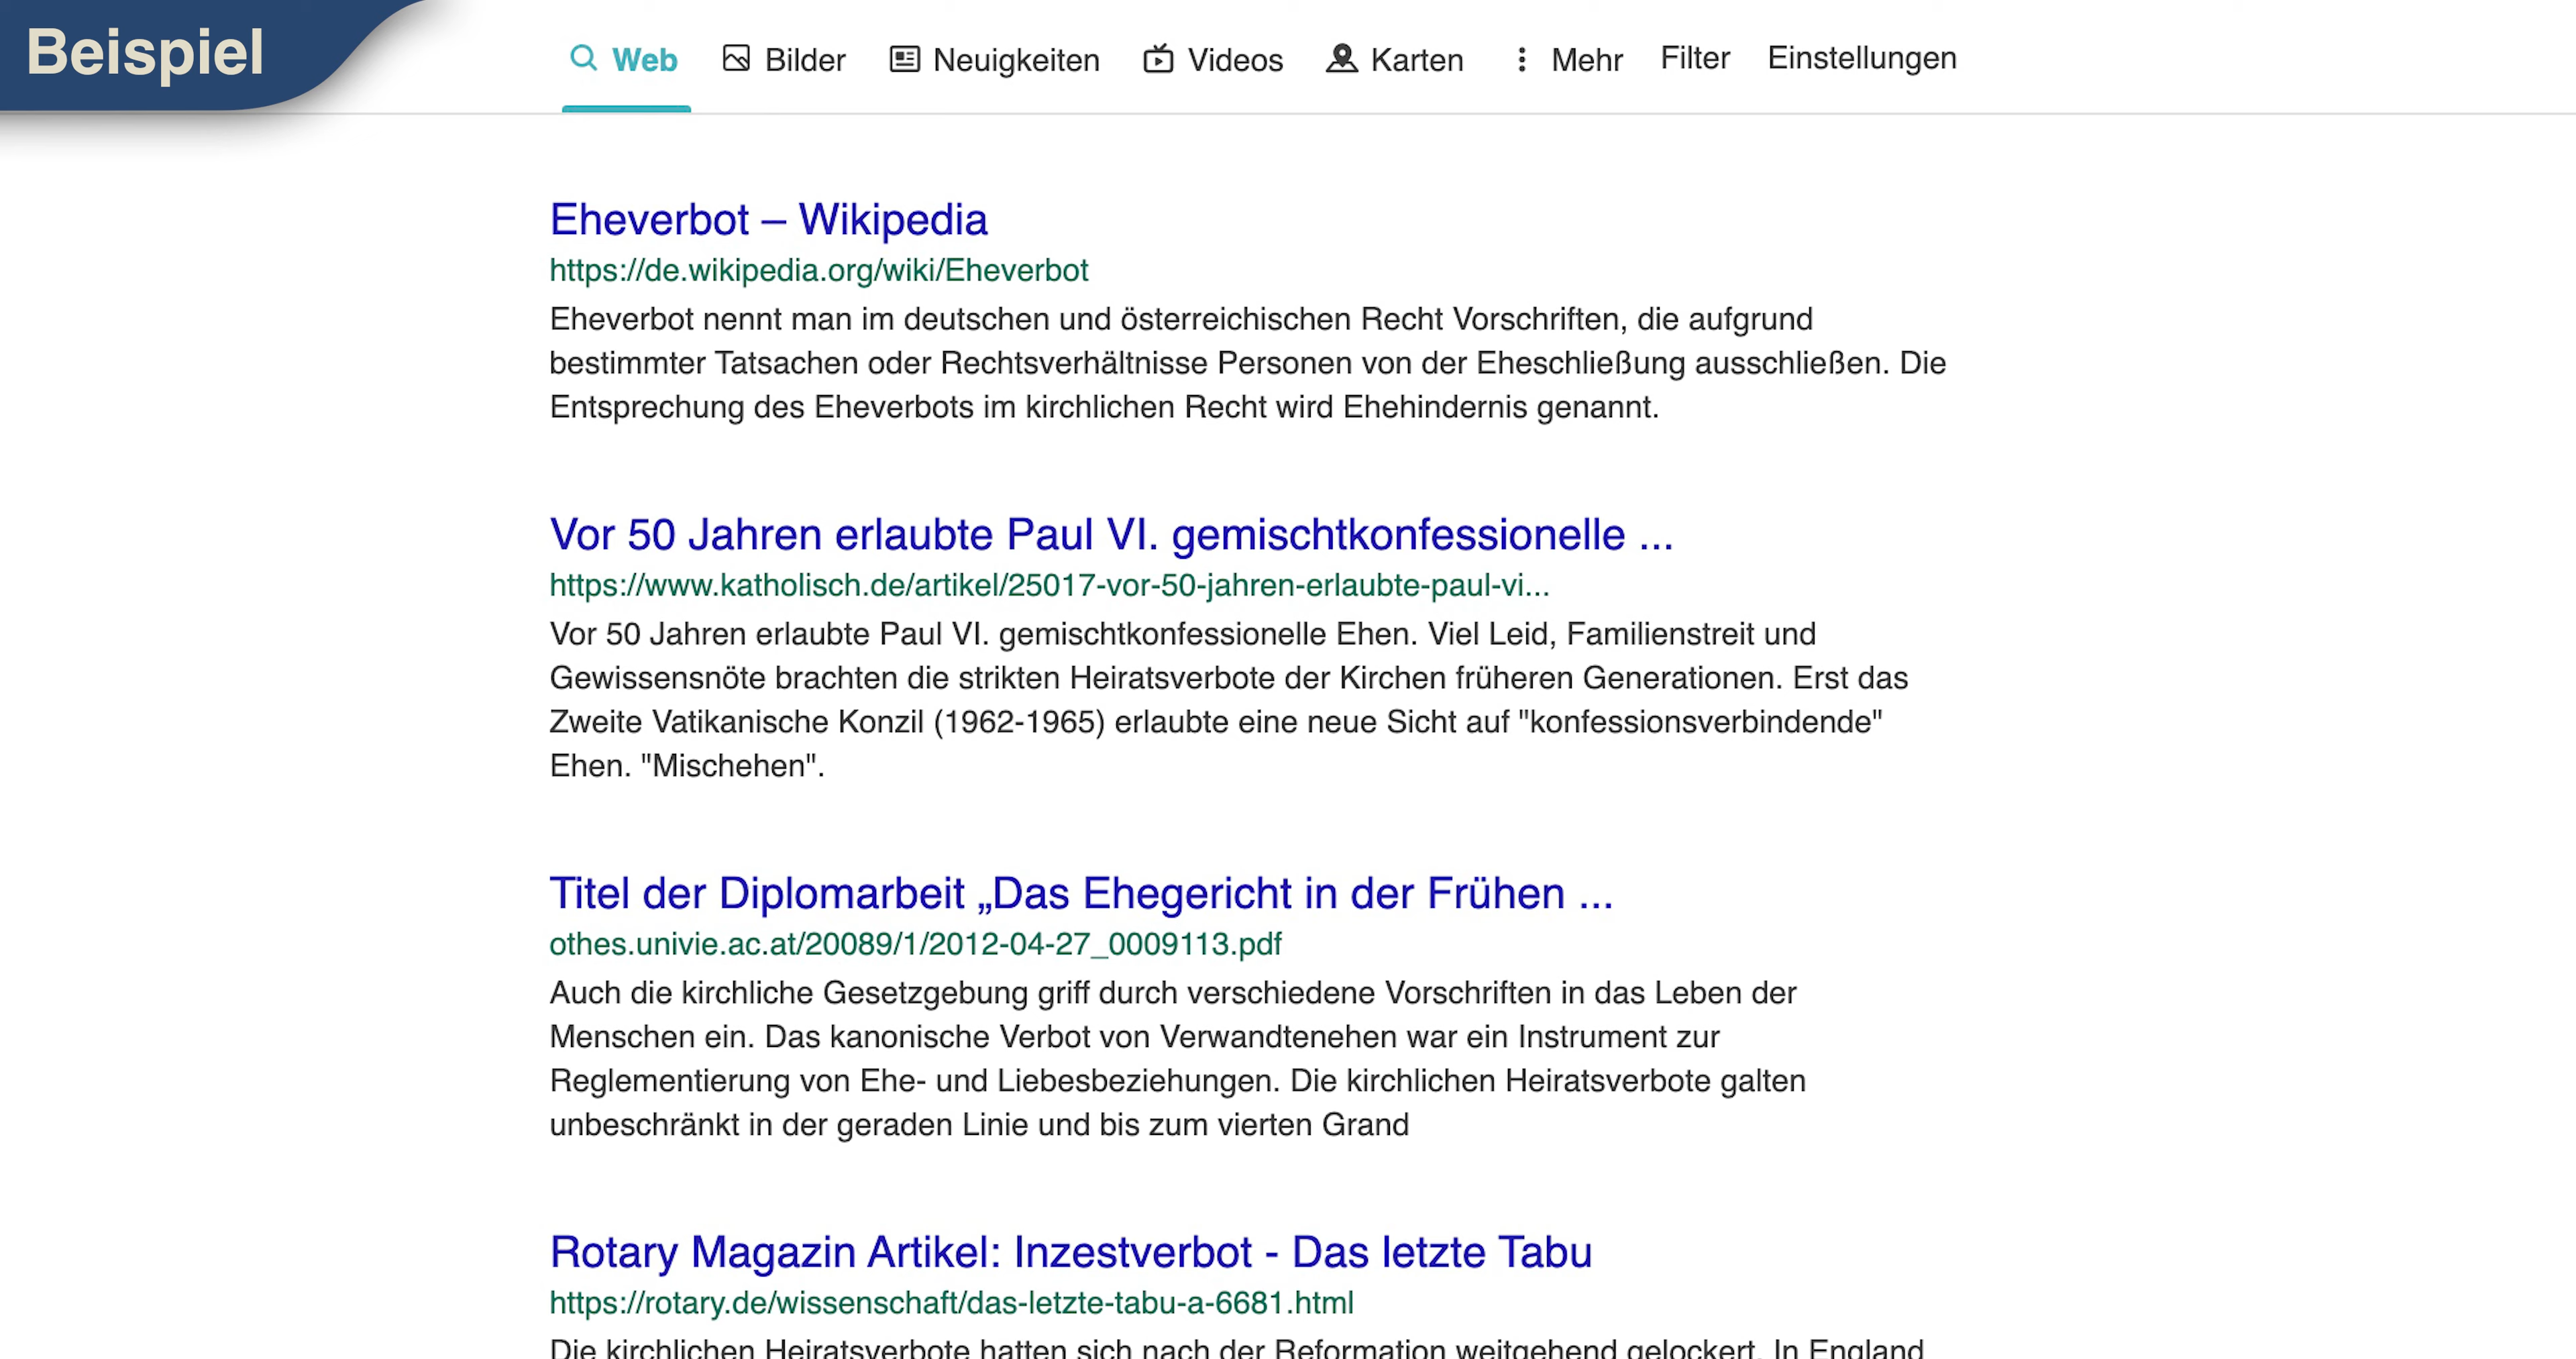 Beispiel
Web Bilder Neuigkeiten Videos Karten Mehr Filter Einstellungen
Eheverbot – Wikipedia
https://de.wikipedia.org/wiki/Eheverbot
Eheverbot nennt man im deutschen und österreichischen Recht Vorschriften, die aufgrund
bestimmter Tatsachen oder Rechtsverhältnisse Personen von der Eheschließung ausschließen. Die
Entsprechung des Eheverbots im kirchlichen Recht wird Ehehindernis genannt.
Vor 50 Jahren erlaubte Paul VI. gemischtkonfessionelle ...
https://www.katholisch.de/artikel/25017-vor-50-jahren-erlaubte-paul-vi...
Vor 50 Jahren erlaubte Paul VI. gemischtkonfessionelle Ehen. Viel Leid, Familienstreit und
Gewissensnöte brachten die strikten Heiratsverbote der Kirchen früheren Generationen. Erst das
Zweite Vatikanische Konzil (1962-1965) erlaubte eine neue Sicht auf "konfessionsverbindende"
Ehen. "Mischehen".
Titel der Diplomarbeit „Das Ehegericht in der Frühen ...
othes.univie.ac.at/20089/1/2012-04-27_0009113.pdf
Auch die kirchliche Gesetzgebung griff durch verschiedene Vorschriften in das Leben der
Menschen ein. Das kanonische Verbot von Verwandtenehen war ein Instrument zur
Reglementierung von Ehe- und Liebesbeziehungen. Die kirchlichen Heiratsverbote galten
unbeschränkt in der geraden Linie und bis zum vierten Grand
Rotary Magazin Artikel: Inzestverbot - Das letzte Tabu
https://rotary.de/wissenschaft/das-letzte-tabu-a-6681.html
Die kirchlichen Heiratsverbote hatten sich nach der Reformation weitgehend gelockert. In England